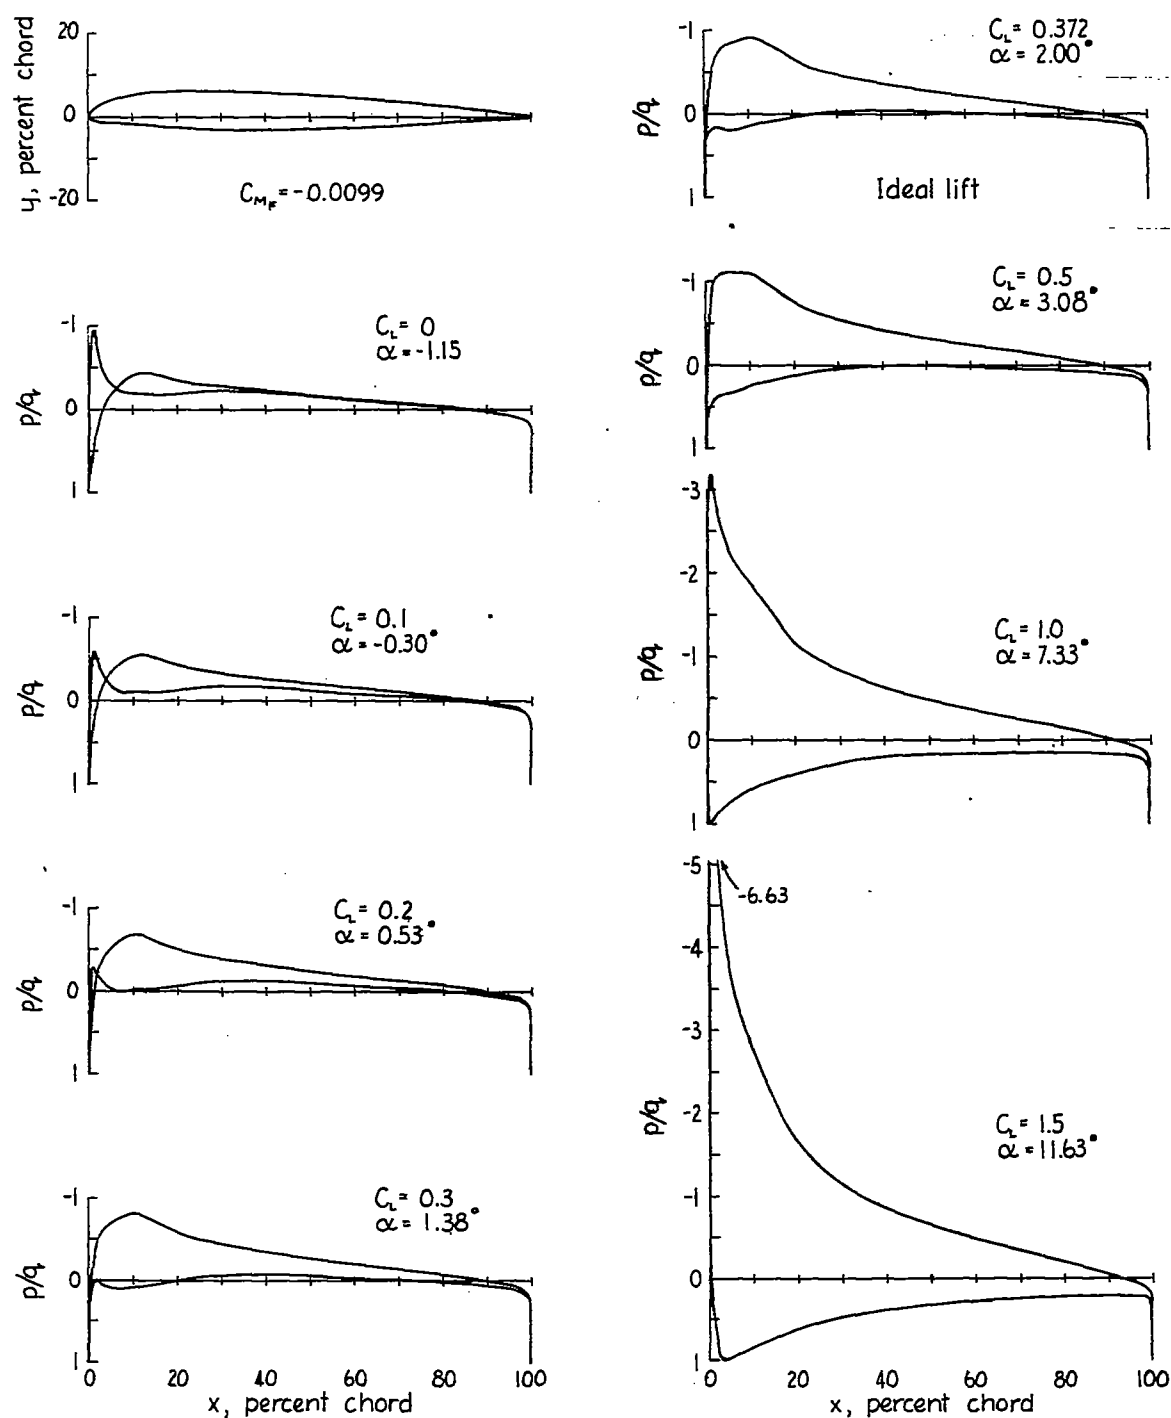 20
0
-20
y, percent chord
C_MF = -0.0099
-1
0
1
p/q
C_L = 0
α = -1.15
-1
0
1
p/q
C_L = 0.1
α = -0.30°
-1
0
1
p/q
C_L = 0.2
α = 0.53°
-1
0
1
p/q
C_L = 0.3
α = 1.38°
0 20 40 60 80 100
x, percent chord
-1
0
1
p/q
C_L = 0.372
α = 2.00°
Ideal lift
-1
0
1
p/q
C_L = 0.5
α = 3.08°
-3
-2
-1
0
1
p/q
C_L = 1.0
α = 7.33°
-5
-4
-3
-2
-1
0
1
p/q
-6.63
C_L = 1.5
α = 11.63°
0 20 40 60 80 100
x, percent chord